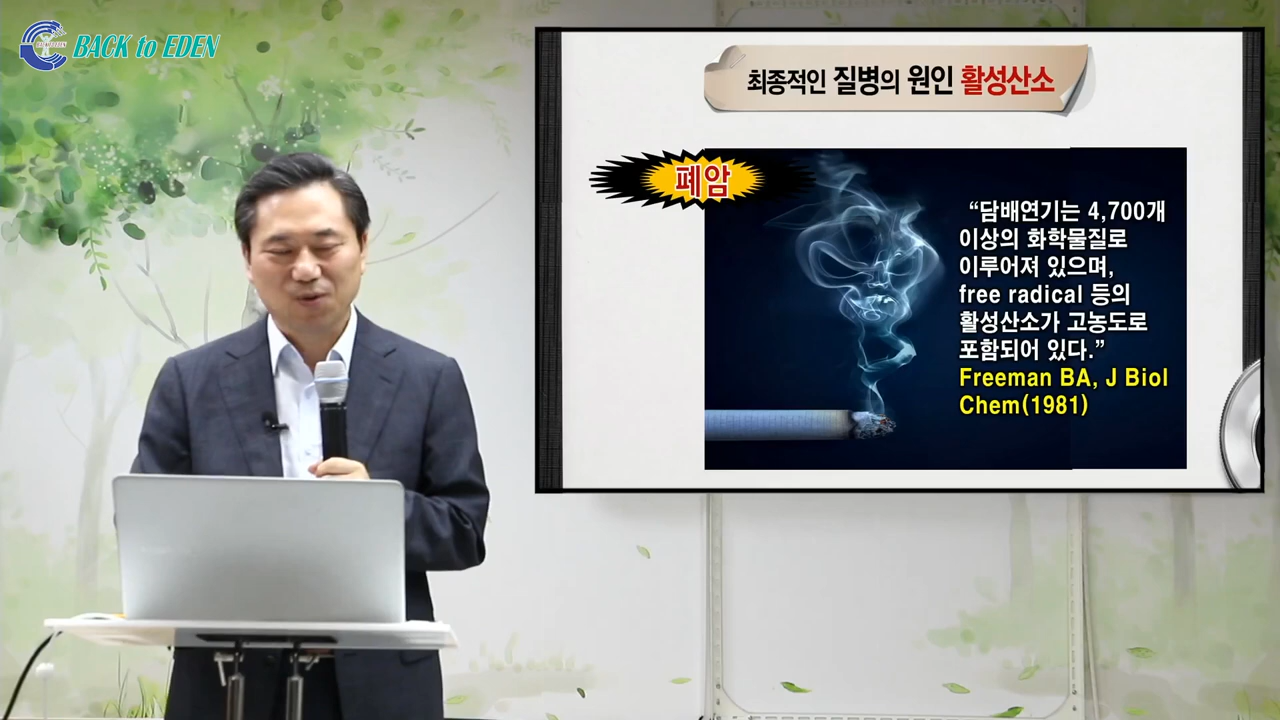 BACK to EDEN
최종적인 질병의 원인 활성산소
폐암
“담배연기는 4,700개
이상의 화학물질로
이루어져 있으며,
free radical 등의
활성산소가 고농도로
포함되어 있다.”
Freeman BA, J Biol
Chem(1981)